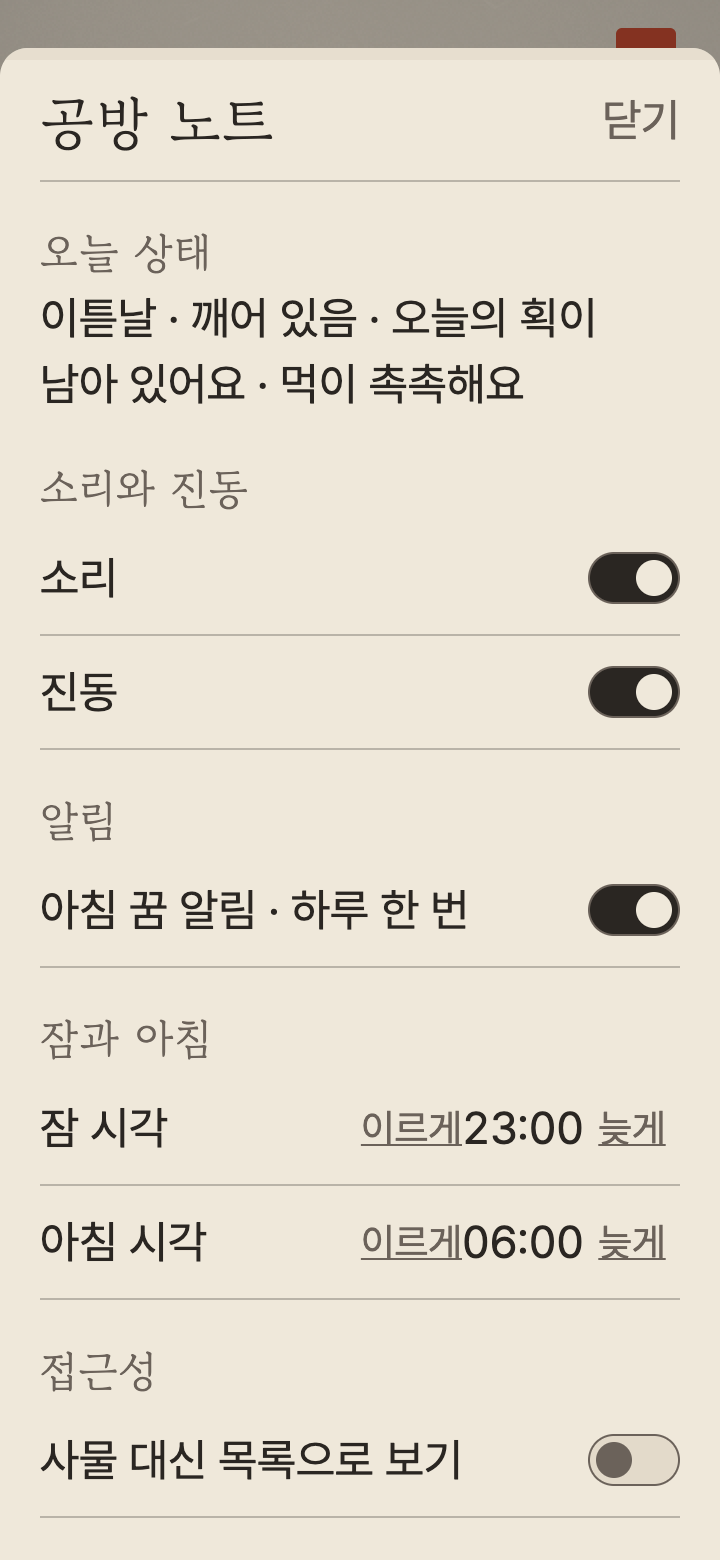 공방 노트
닫기
오늘 상태
이튿날 · 깨어 있음 · 오늘의 획이
남아 있어요 · 먹이 촉촉해요
소리와 진동
소리
진동
알림
아침 꿈 알림 · 하루 한 번
잠과 아침
잠 시각 이르게 23:00 늦게
아침 시각 이르게 06:00 늦게
접근성
사물 대신 목록으로 보기